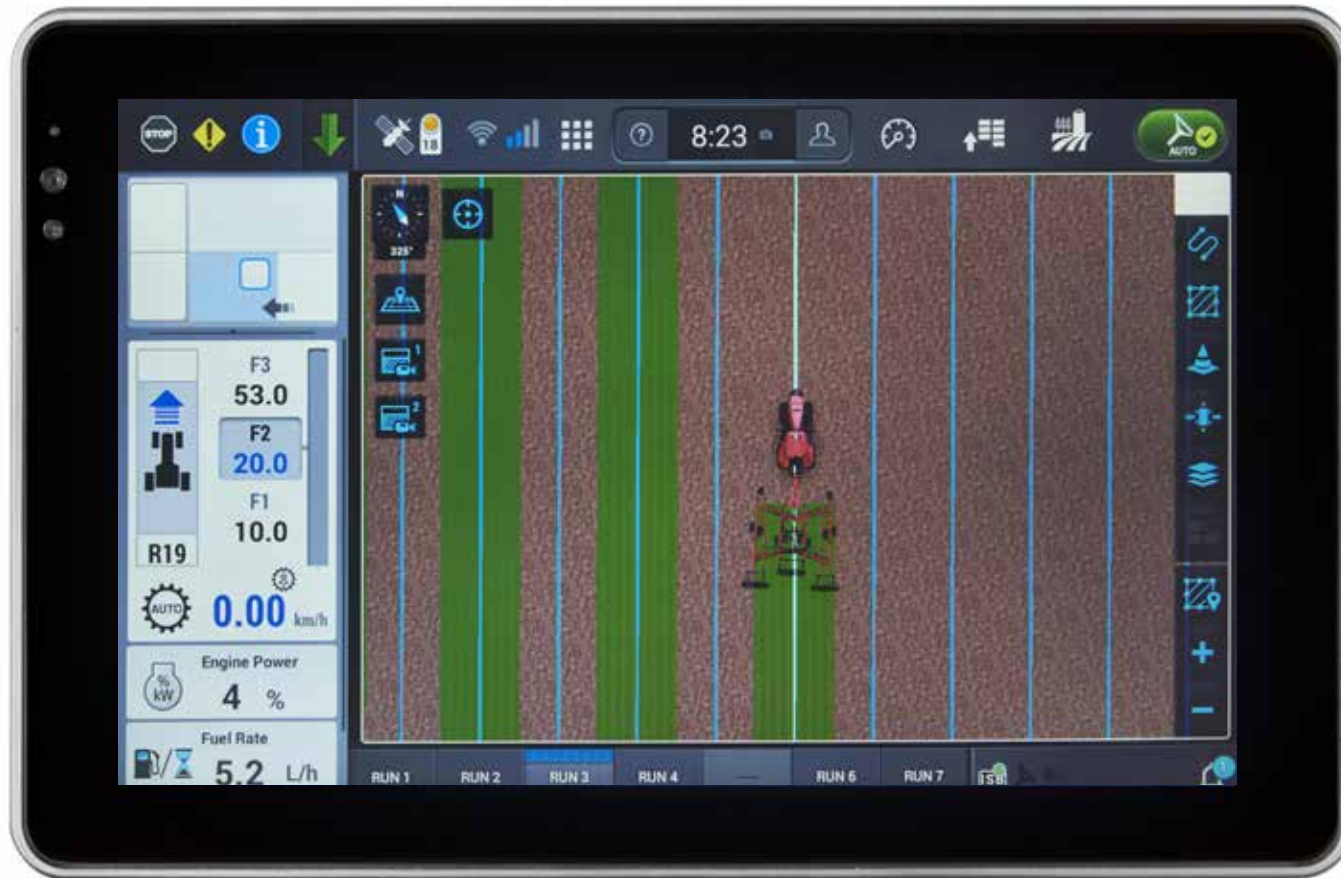 STOP
18
8:23
AUTO
N
325°
1
2
F3
53.0
F2
20.0
F1
10.0
R19
AUTO
0.00 km/h
Engine Power
% kW
4 %
Fuel Rate
5.2 L/h
RUN 1 RUN 2 RUN 3 RUN 4 RUN 6 RUN 7 ISB